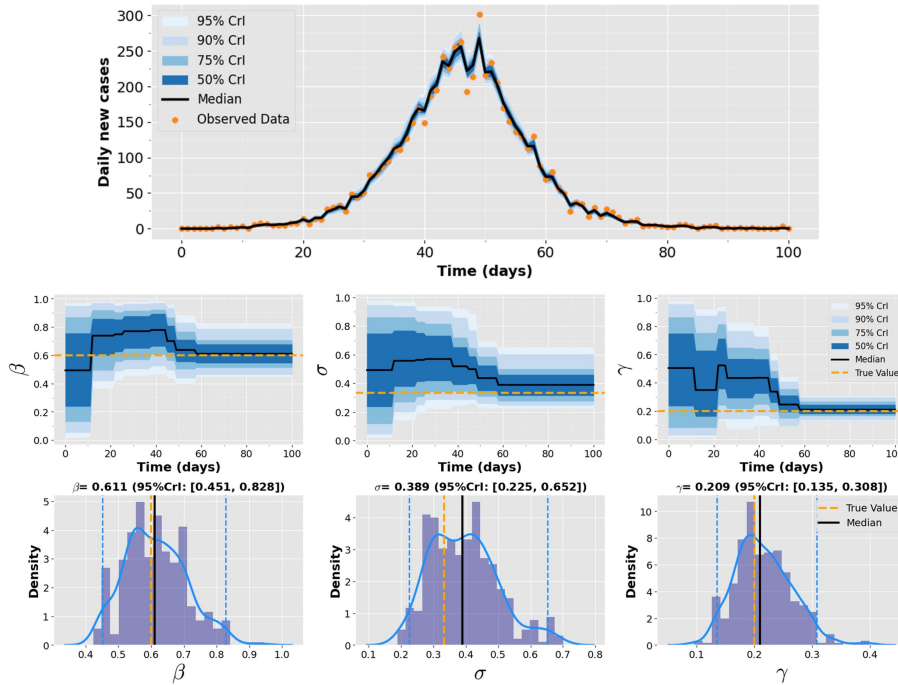 300
250
200
150
100
50
0
Daily new cases
95% CrI
90% CrI
75% CrI
50% CrI
Median
Observed Data
0 20 40 60 80 100
Time (days)
1.0
0.8
0.6
0.4
0.2
0.0
β
0 20 40 60 80 100
Time (days)
1.0
0.8
0.6
0.4
0.2
0.0
σ
0 20 40 60 80 100
Time (days)
1.0
0.8
0.6
0.4
0.2
0.0
γ
95% CrI
90% CrI
75% CrI
50% CrI
Median
True Value
0 20 40 60 80 100
Time (days)
β= 0.611 (95%CrI: [0.451, 0.828])
5
4
3
2
1
0
Density
0.4 0.6 0.8 1.0
β
σ= 0.389 (95%CrI: [0.225, 0.652])
4
3
2
1
0
Density
0.1 0.2 0.3 0.4 0.5 0.6 0.7 0.8
σ
γ= 0.209 (95%CrI: [0.135, 0.308])
10
8
6
4
2
0
Density
True Value
Median
0.1 0.2 0.3 0.4
γ